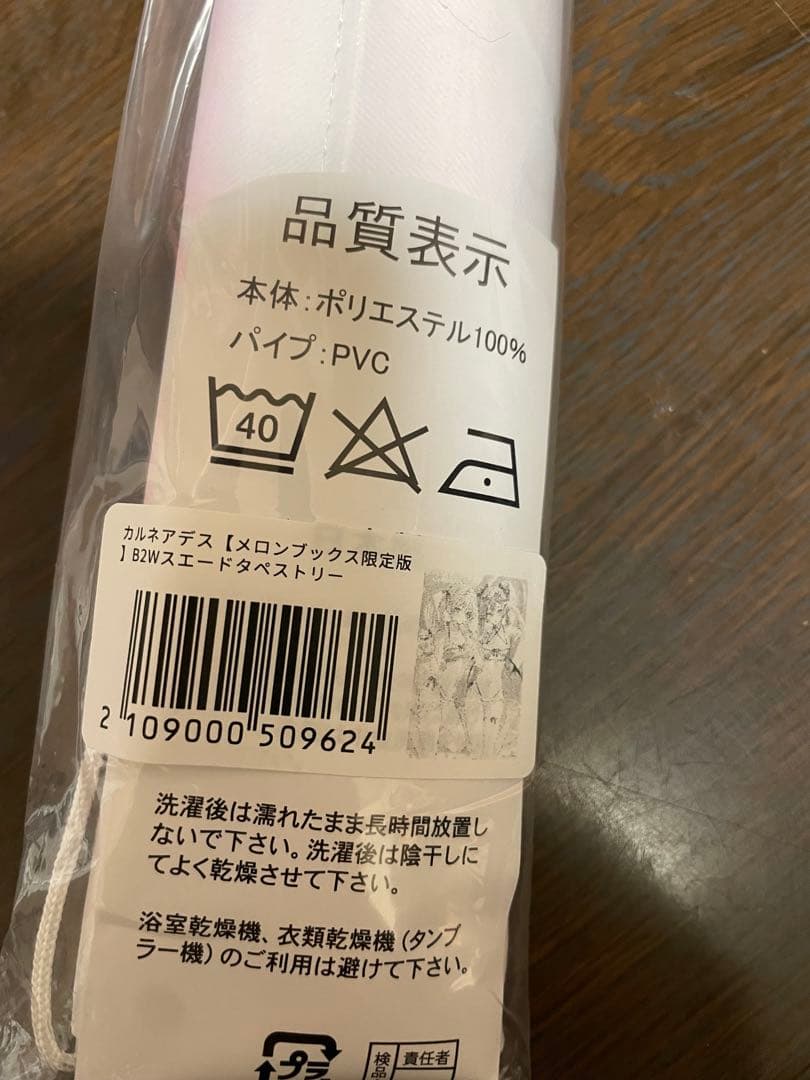 品質表示
本体:ポリエステル100%
パイプ:PVC
40
カルネアデス【メロンブックス限定版
】B2Wスエードタペストリー
2 109000 509624
洗濯後は濡れたまま長時間放置し
ないで下さい。洗濯後は陰干しに
てよく乾燥させて下さい。
浴室乾燥機、衣類乾燥機(タンブ
ラー機)のご利用は避けて下さい。
プラ
検品
責任者